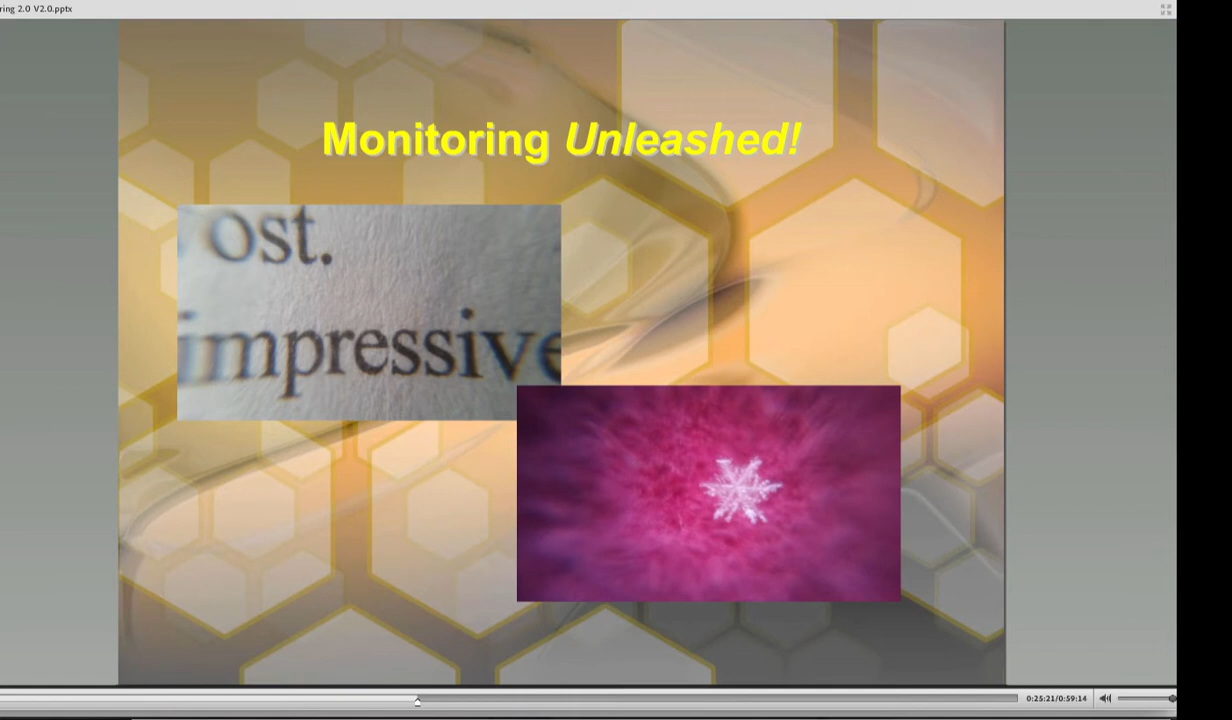 ring 2.0 V2.0.pptx
Monitoring Unleashed!
ost.
impressive
0:25:21/0:59:14